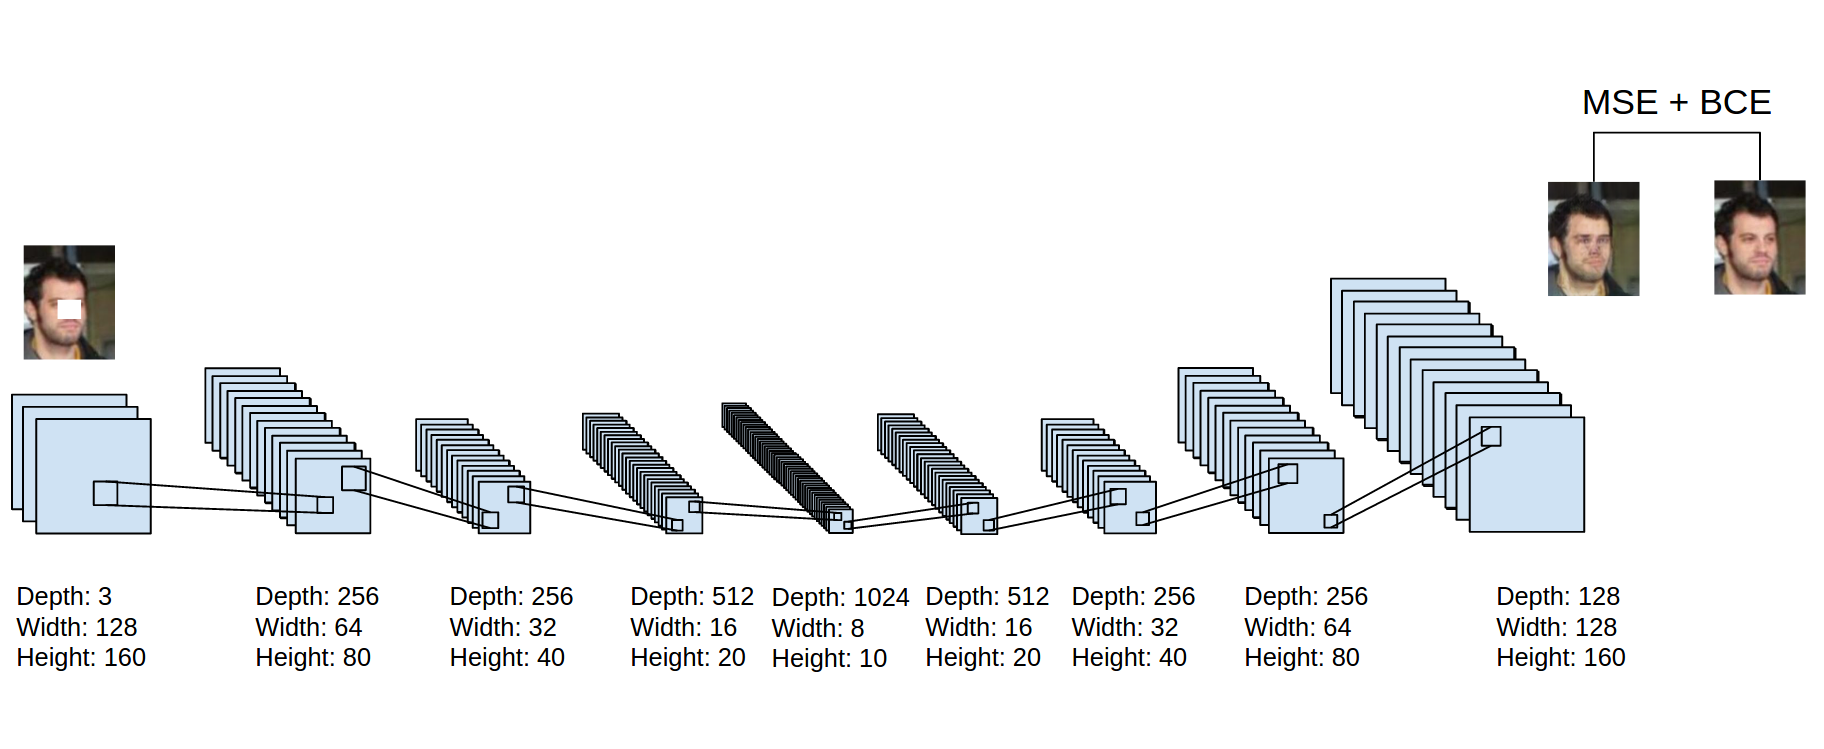 MSE + BCE
Depth: 3
Width: 128
Height: 160
Depth: 256
Width: 64
Height: 80
Depth: 256
Width: 32
Height: 40
Depth: 512
Width: 16
Height: 20
Depth: 1024
Width: 8
Height: 10
Depth: 512
Width: 16
Height: 20
Depth: 256
Width: 32
Height: 40
Depth: 256
Width: 64
Height: 80
Depth: 128
Width: 128
Height: 160